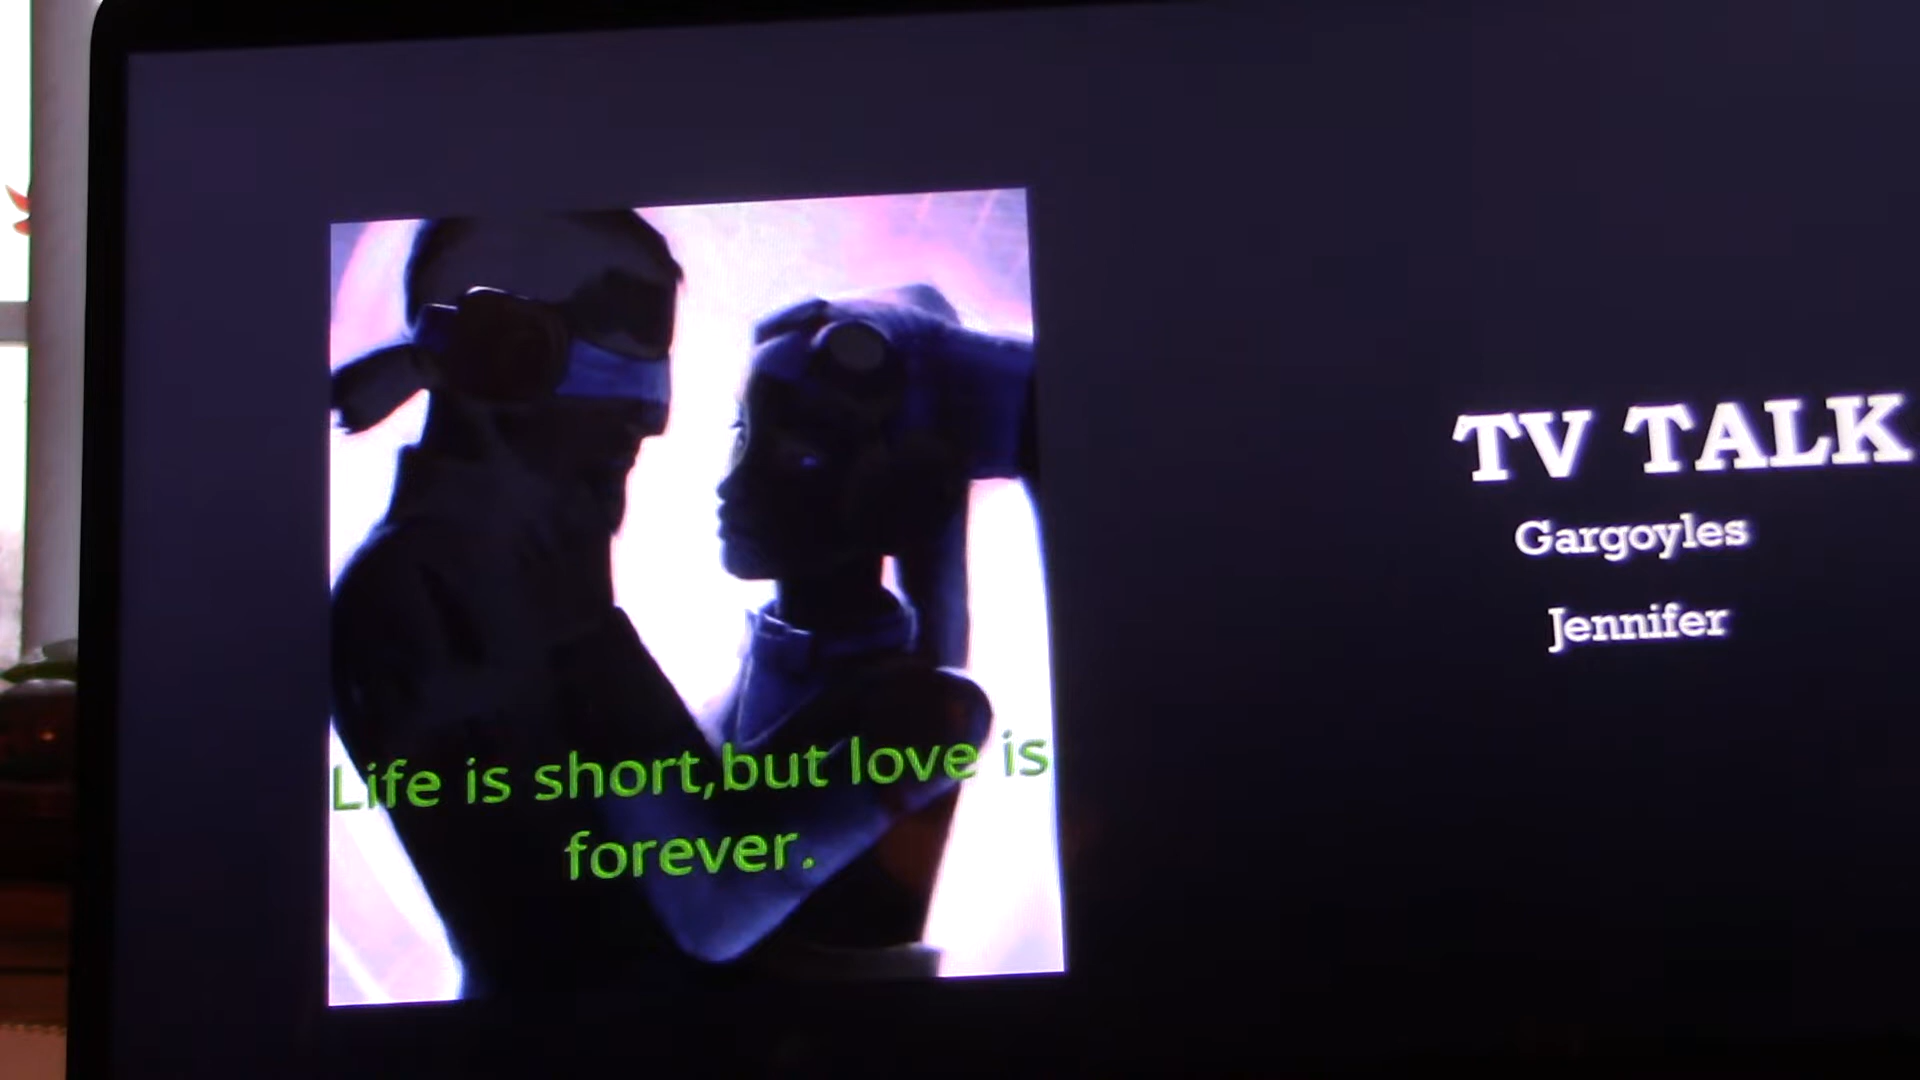 Life is short,but love is
forever.
TV TALK
Gargoyles
Jennifer